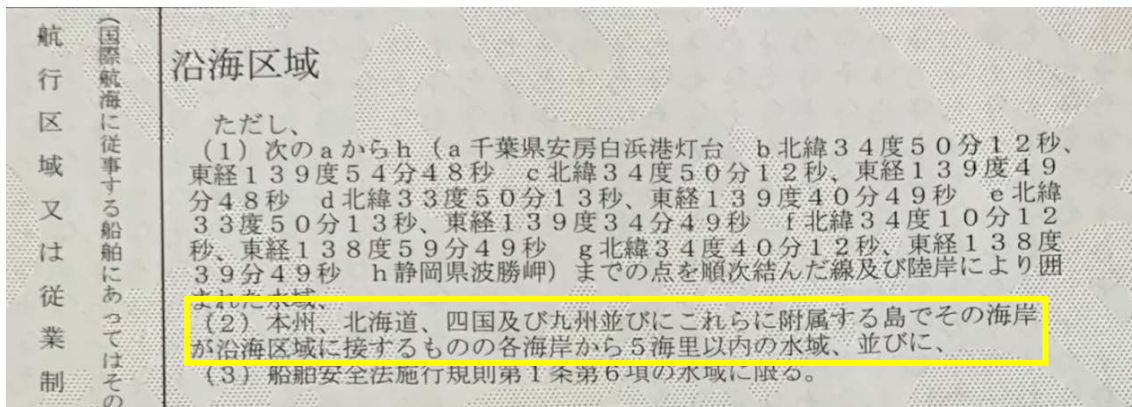 航行区域又は従業制
（国際航海に従事する船舶にあってはその
沿海区域
ただし、
（１）次のａからｈ（ａ千葉県安房白浜港灯台　ｂ北緯３４度５０分１２秒、
東経１３９度５４分４８秒　ｃ北緯３４度５０分１２秒、東経１３９度４９
分４８秒　ｄ北緯３３度５０分１３秒、東経１３９度４０分４９秒　ｅ北緯
３３度５０分１３秒、東経１３９度３４分４９秒　ｆ北緯３４度１０分１２
秒、東経１３８度５９分４９秒　ｇ北緯３４度４０分１２秒、東経１３８度
３９分４９秒　ｈ静岡県波勝岬）までの点を順次結んだ線及び陸岸により囲
まれた水域、
（２）本州、北海道、四国及び九州並びにこれらに附属する島でその海岸
が沿海区域に接するものの各海岸から５海里以内の水域、並びに、
（３）船舶安全法施行規則第１条第６項の水域に限る。